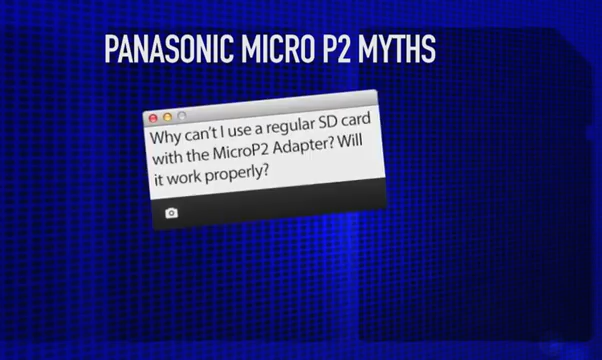 PANASONIC MICRO P2 MYTHS
Why can't I use a regular SD card
with the MicroP2 Adapter? Will
it work properly?